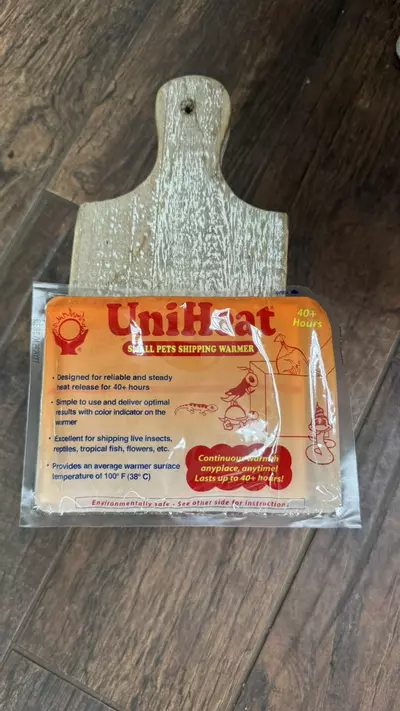 UniHeat
40+
Hours
SMALL PETS SHIPPING WARMER
• Designed for reliable and steady
heat release for 40+ hours
• Simple to use and deliver optimal
results with color indicator on the
warmer
• Excellent for shipping live insects,
reptiles, tropical fish, flowers, etc.
• Provides an average warmer surface
temperature of 100° F (38° C)
Continuous warmth
anyplace, anytime!
Lasts up to 40+ hours!
Environmentally safe - See other side for instructions